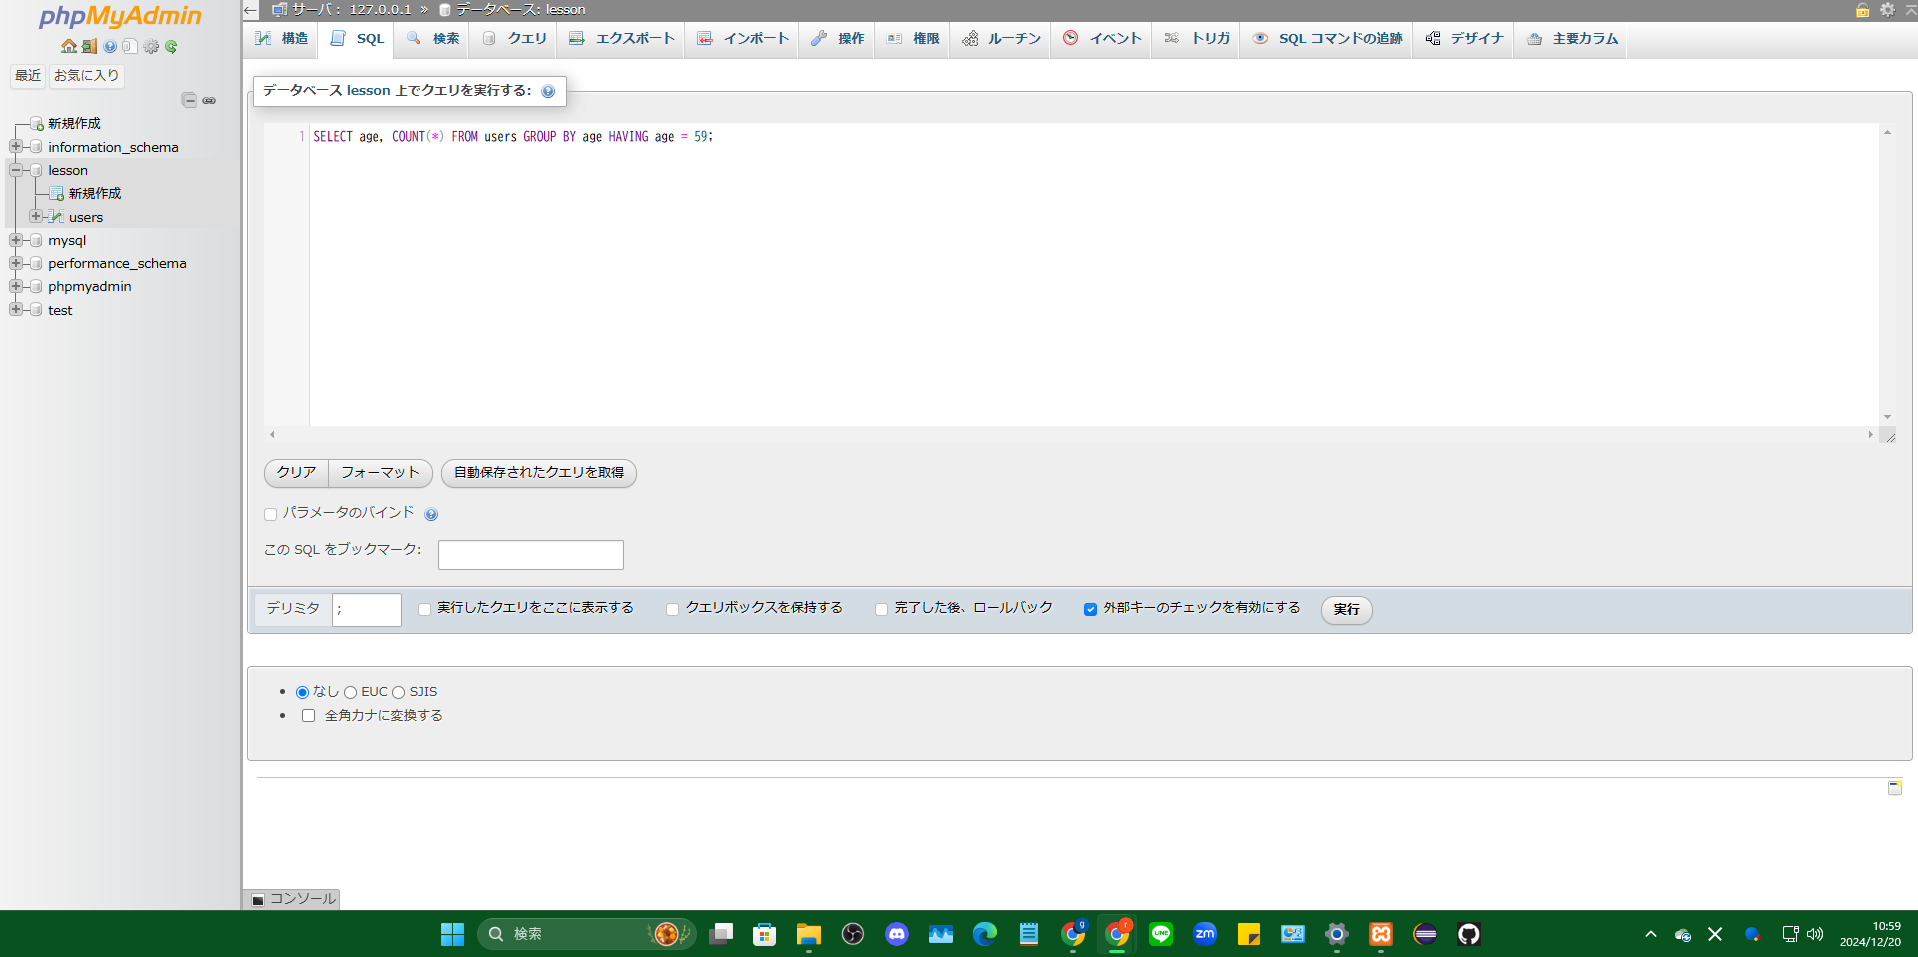 phpMyAdmin
最近 お気に入り
新規作成
information_schema
lesson
新規作成
users
mysql
performance_schema
phpmyadmin
test
サーバ: 127.0.0.1 » データベース: lesson
構造 SQL 検索 クエリ エクスポート インポート 操作 権限 ルーチン イベント トリガ SQL コマンドの追跡 デザイナ 主要カラム
データベース lesson 上でクエリを実行する:
1 SELECT age, COUNT(*) FROM users GROUP BY age HAVING age = 59;
クリア フォーマット 自動保存されたクエリを取得
パラメータのバインド
この SQL をブックマーク:
デリミタ ; 実行したクエリをここに表示する クエリボックスを保持する 完了した後、ロールバック 外部キーのチェックを有効にする 実行
なし EUC SJIS
全角カナに変換する
コンソール
検索 g r LINE zm 10:59
2024/12/20